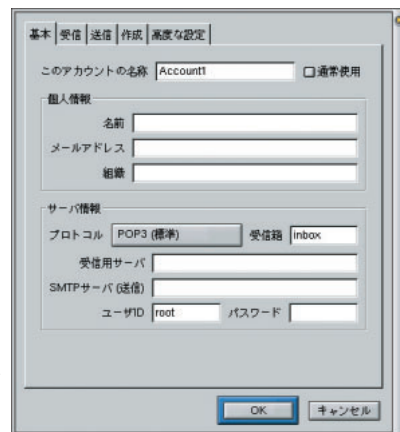 基本 受信 送信 作成 高度な設定
このアカウントの名称 Account1 通常使用
個人情報
名前
メールアドレス
組織
サーバ情報
プロトコル POP3 (標準) 受信箱 inbox
受信用サーバ
SMTPサーバ (送信)
ユーザID root パスワード
OK キャンセル